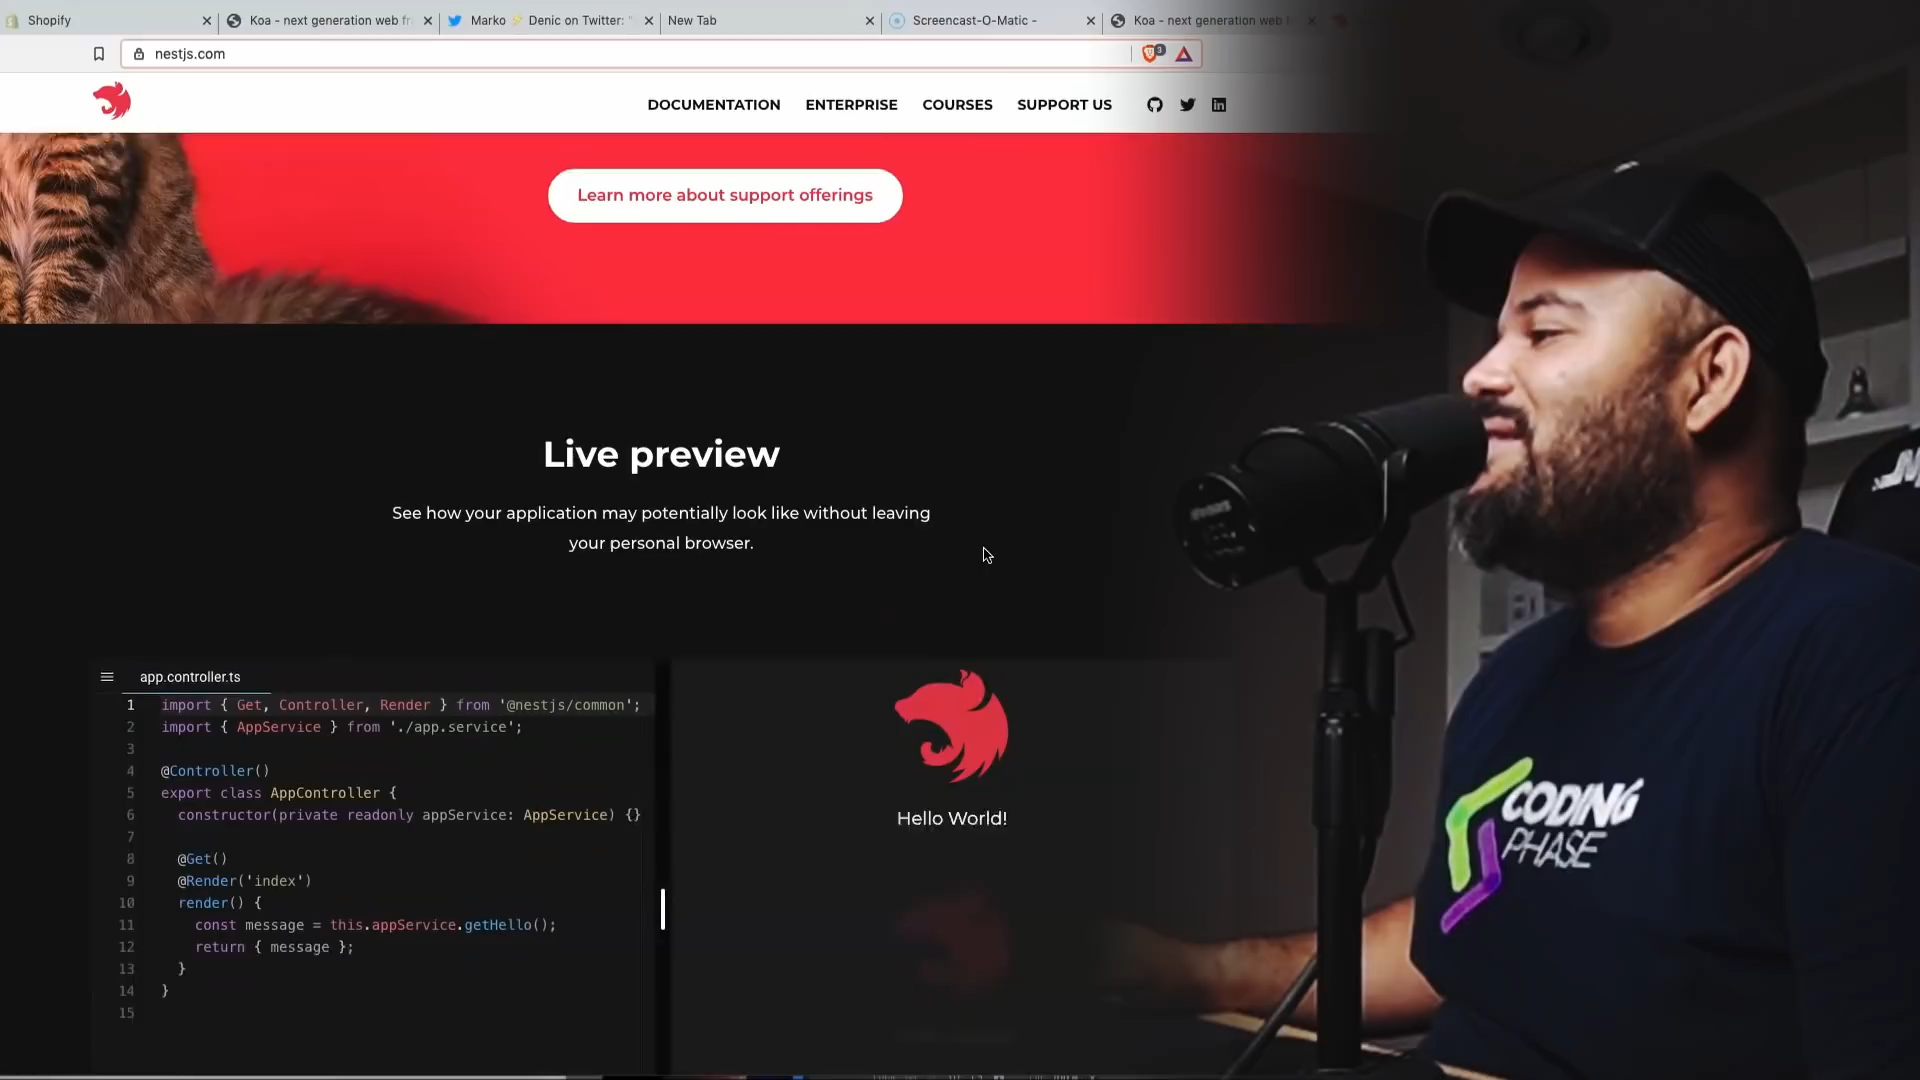 Shopify
Koa - next generation web fr
Marko ⚡ Denic on Twitter: "
New Tab
Screencast-O-Matic -
Koa - next generation web
nestjs.com
3
DOCUMENTATION ENTERPRISE COURSES SUPPORT US
Learn more about support offerings
Live preview
See how your application may potentially look like without leaving
your personal browser.
app.controller.ts
1 import { Get, Controller, Render } from '@nestjs/common';
2 import { AppService } from './app.service';
3
4 @Controller()
5 export class AppController {
6 constructor(private readonly appService: AppService) {}
7
8 @Get()
9 @Render('index')
10 render() {
11 const message = this.appService.getHello();
12 return { message };
13 }
14 }
15
Hello World!
CODING
PHASE